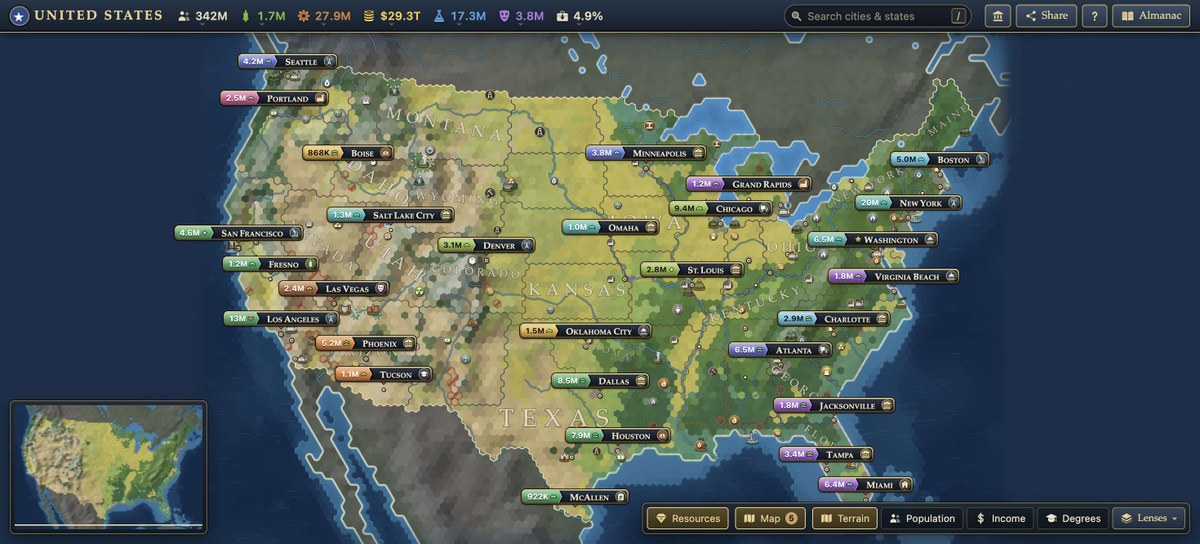 UNITED STATES 342M 1.7M 27.9M $29.3T 17.3M 3.8M 4.9% Search cities & states / Share ? Almanac
4.2M SEATTLE
2.5M PORTLAND
MONTANA
MAINE
868K BOISE
3.8M MINNEAPOLIS
5.0M BOSTON
IDAHO
1.2M GRAND RAPIDS
WYOMING
NEW YORK
20M NEW YORK
1.3M SALT LAKE CITY
9.4M CHICAGO
IOWA
1.0M OMAHA
4.6M SAN FRANCISCO
3.1M DENVER
OHIO
6.5M WASHINGTON
NEVADA
UTAH
COLORADO
1.2M FRESNO
2.8M ST. LOUIS
1.8M VIRGINIA BEACH
2.4M LAS VEGAS
KANSAS
KENTUCKY
13M LOS ANGELES
2.9M CHARLOTTE
1.5M OKLAHOMA CITY
5.2M PHOENIX
6.5M ATLANTA
1.1M TUCSON
8.5M DALLAS
1.8M JACKSONVILLE
TEXAS
7.9M HOUSTON
3.4M TAMPA
6.4M MIAMI
922K MCALLEN
Resources Map 5 Terrain Population $ Income Degrees Lenses